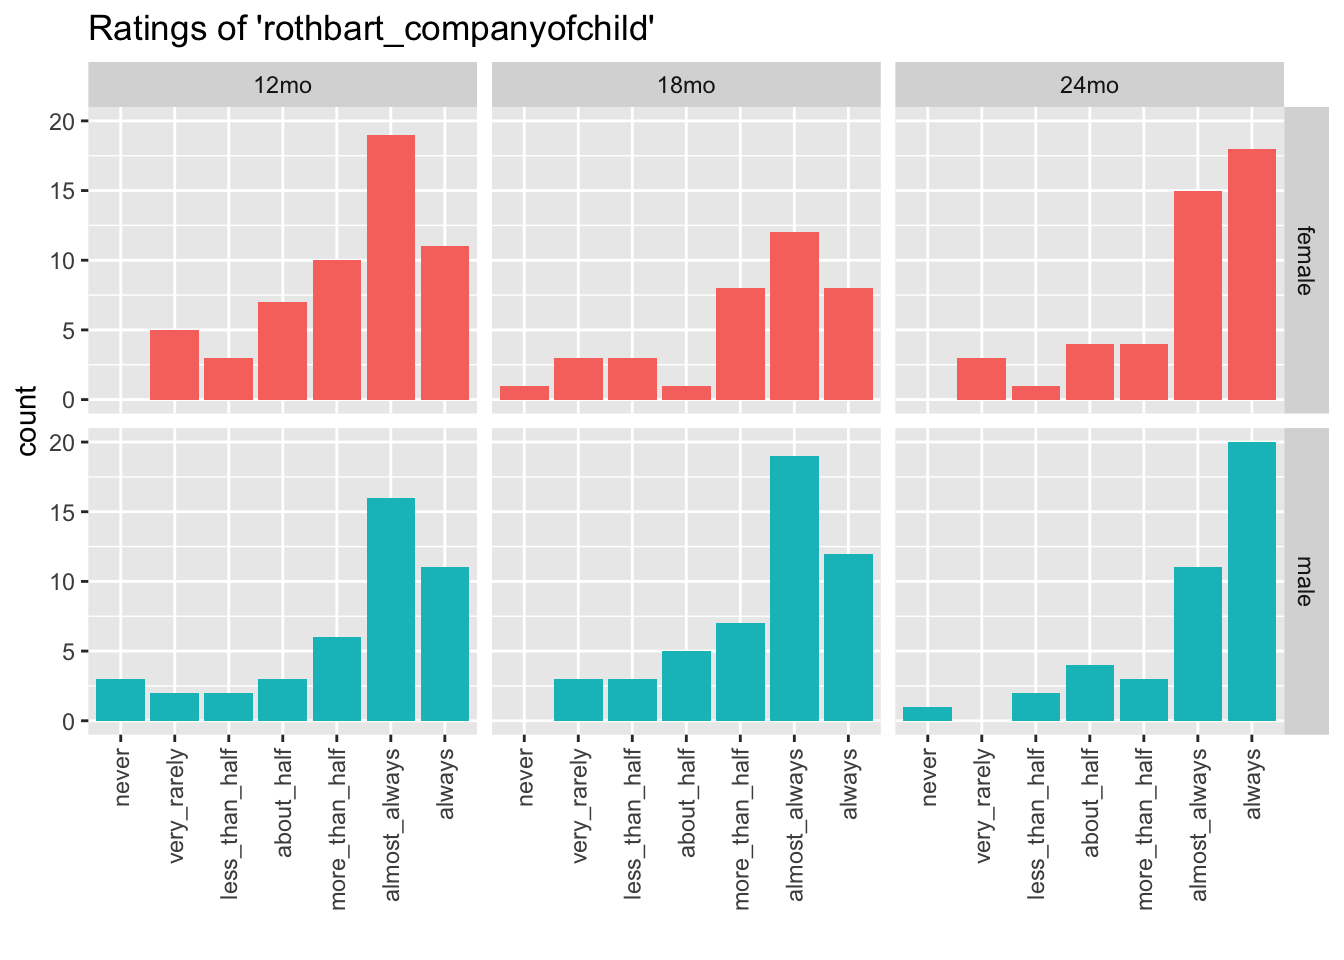 Ratings of 'rothbart_companyofchild'
12mo
18mo
24mo
20
15
10
5
0
female
count
20
15
10
5
0
male
never
very_rarely
less_than_half
about_half
more_than_half
almost_always
always
never
very_rarely
less_than_half
about_half
more_than_half
almost_always
always
never
very_rarely
less_than_half
about_half
more_than_half
almost_always
always